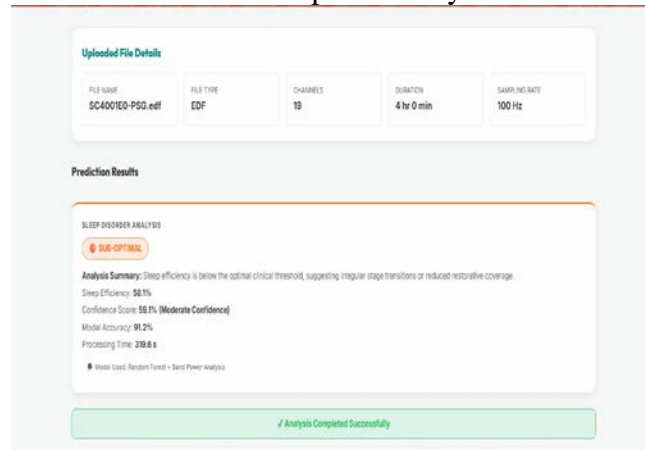 Uploaded File Details
FILE NAME FILE TYPE CHANNELS DURATION SAMPLING RATE
SC4001E0-PSG.edf EDF 19 4 hr 0 min 100 Hz
Prediction Results
SLEEP DISORDER ANALYSIS
SUB-OPTIMAL
Analysis Summary: Sleep efficiency is below the optimal clinical threshold, suggesting irregular stage transitions or reduced restorative coverage.
Sleep Efficiency: 58.1%
Confidence Score: 59.1% (Moderate Confidence)
Model Accuracy: 91.2%
Processing Time: 319.6 s
Model Used: Random Forest + Band Power Analysis
✓ Analysis Completed Successfully